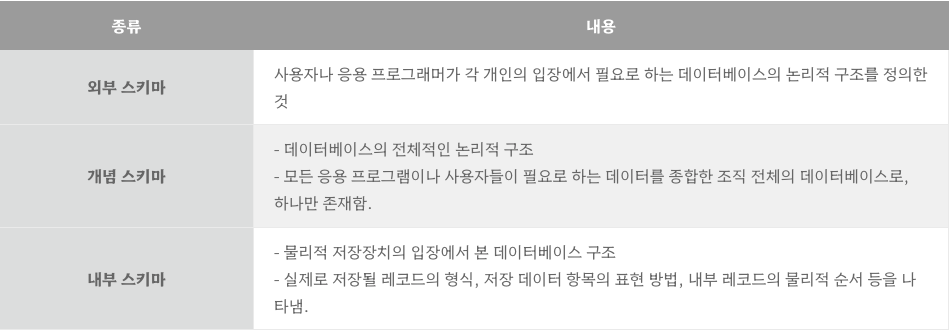 종류
내용
외부 스키마
사용자나 응용 프로그래머가 각 개인의 입장에서 필요로 하는 데이터베이스의 논리적 구조를 정의한
것
개념 스키마
- 데이터베이스의 전체적인 논리적 구조
- 모든 응용 프로그램이나 사용자들이 필요로 하는 데이터를 종합한 조직 전체의 데이터베이스로,
하나만 존재함.
내부 스키마
- 물리적 저장장치의 입장에서 본 데이터베이스 구조
- 실제로 저장될 레코드의 형식, 저장 데이터 항목의 표현 방법, 내부 레코드의 물리적 순서 등을 나
타냄.